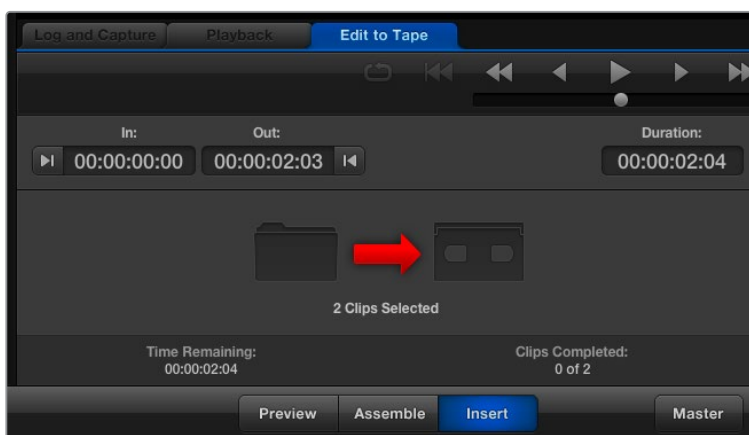 Log and Capture Playback Edit to Tape
In: Out: Duration:
00:00:00:00 00:00:02:03 00:00:02:04
2 Clips Selected
Time Remaining: Clips Completed:
00:00:02:04 0 of 2
Preview Assemble Insert Master